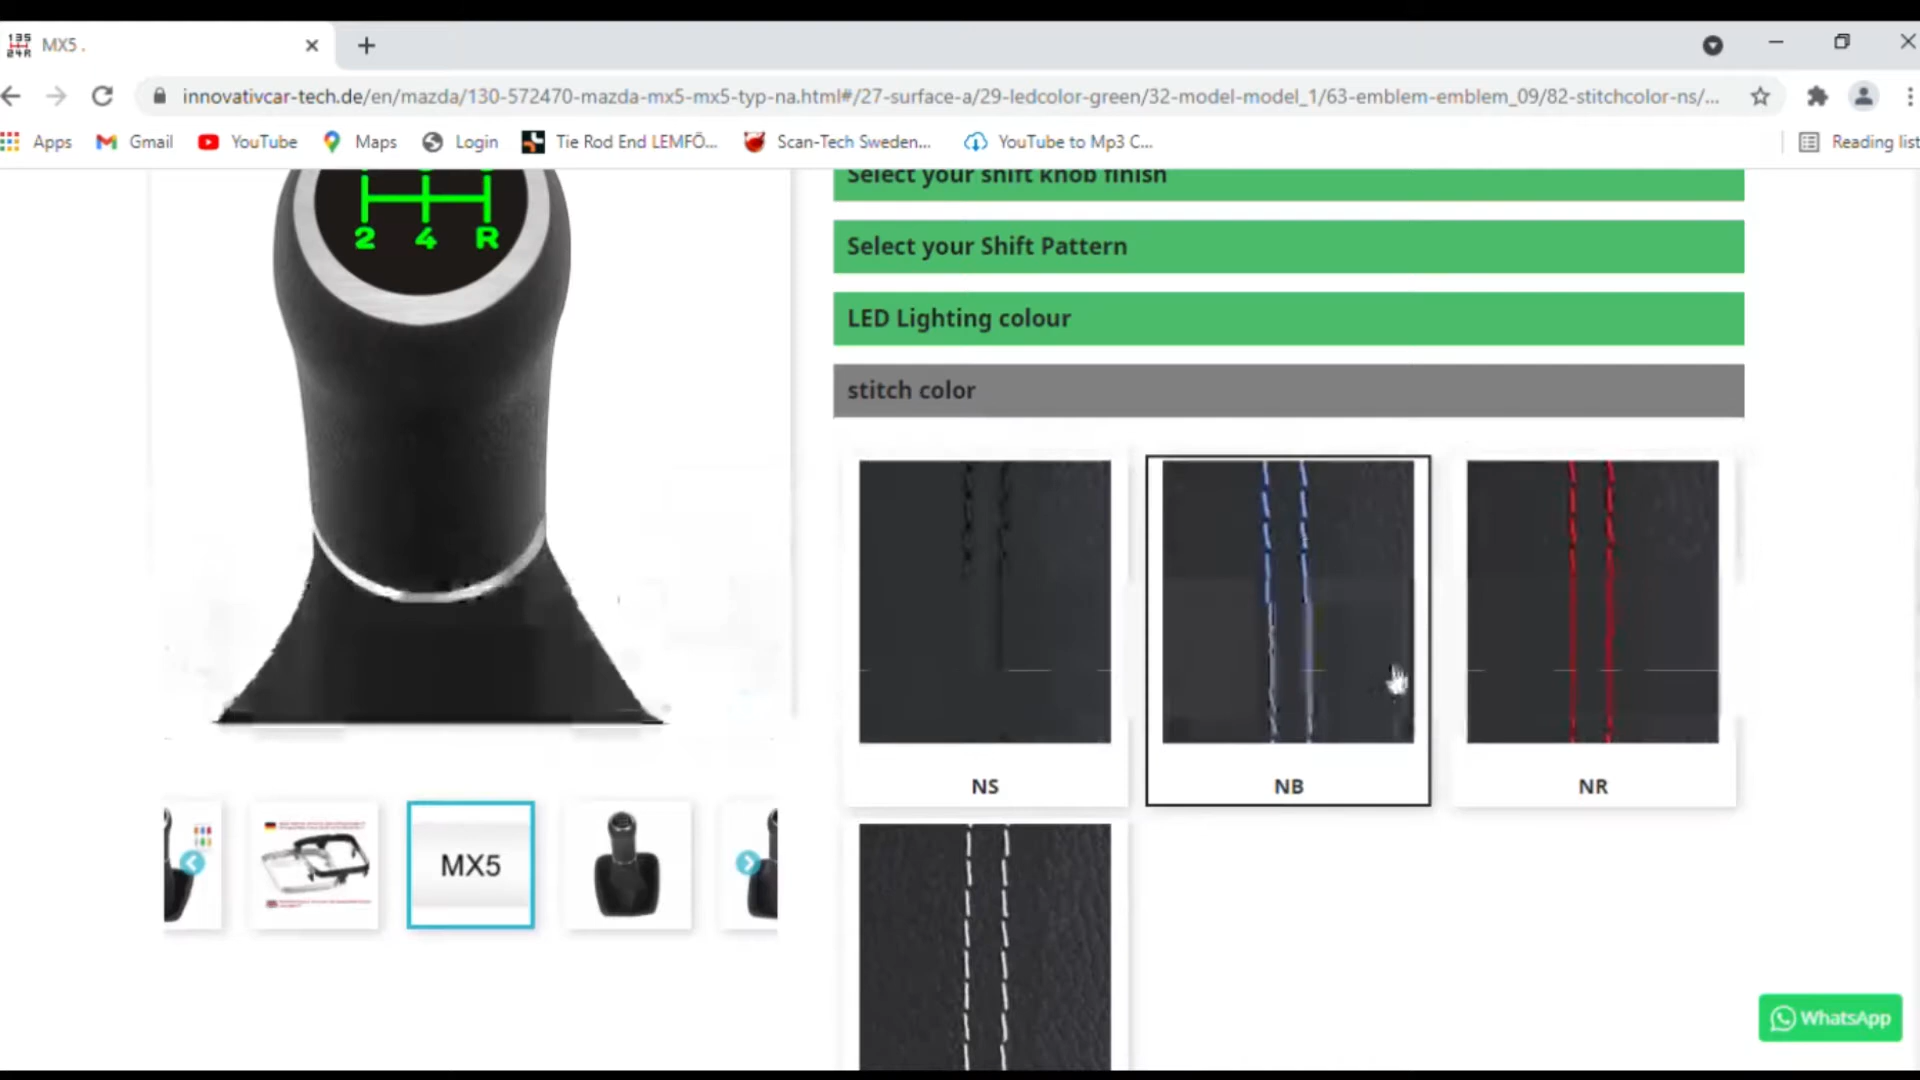 MX5 .
innovativcar-tech.de/en/mazda/130-572470-mazda-mx5-mx5-typ-na.html#/27-surface-a/29-ledcolor-green/32-model-model_1/63-emblem-emblem_09/82-stitchcolor-ns/...
Apps
Gmail
YouTube
Maps
Login
Tie Rod End LEMFÖ...
Scan-Tech Sweden...
YouTube to Mp3 C...
Reading list
Select your shift knob finish
Select your Shift Pattern
LED Lighting colour
stitch color
2 4 R
NS
NB
NR
MX5
WhatsApp